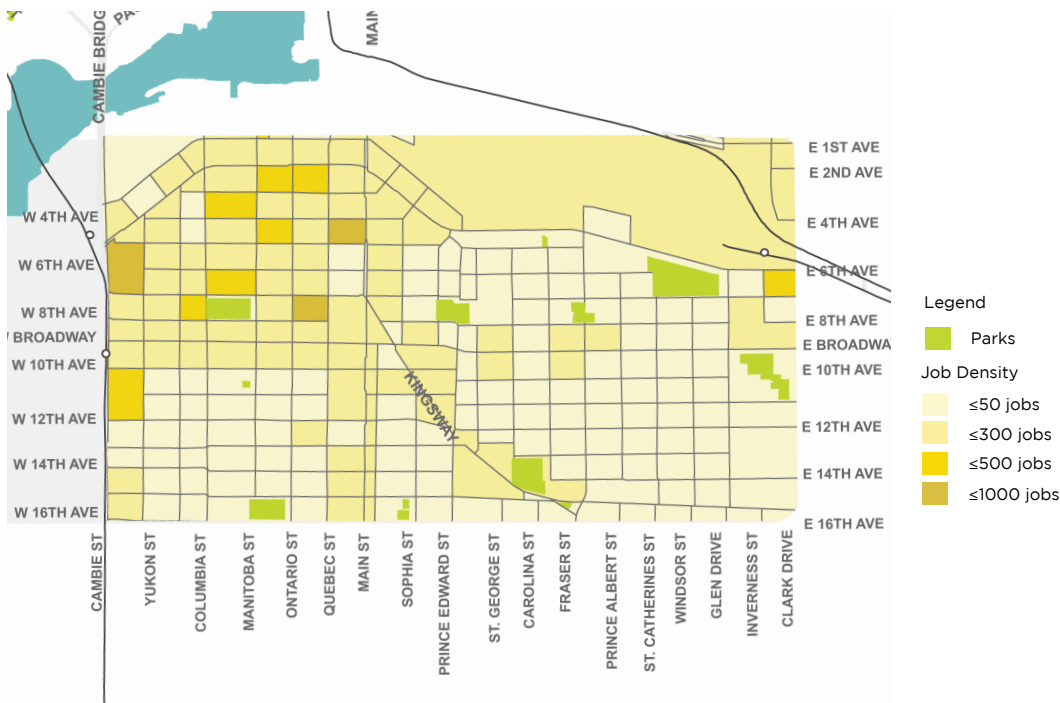 CAMBIE BRIDG
PA
MAIN
E 1ST AVE
E 2ND AVE
W 4TH AVE
E 4TH AVE
W 6TH AVE
E 6TH AVE
W 8TH AVE
E 8TH AVE
BROADWAY
E BROADWA
W 10TH AVE
E 10TH AVE
KINGSWAY
W 12TH AVE
E 12TH AVE
W 14TH AVE
E 14TH AVE
W 16TH AVE
E 16TH AVE
CAMBIE ST
YUKON ST
COLUMBIA ST
MANITOBA ST
ONTARIO ST
QUEBEC ST
MAIN ST
SOPHIA ST
PRINCE EDWARD ST
ST. GEORGE ST
CAROLINA ST
FRASER ST
PRINCE ALBERT ST
ST. CATHERINES ST
WINDSOR ST
GLEN DRIVE
INVERNESS ST
CLARK DRIVE
Legend
Parks
Job Density
≤50 jobs
≤300 jobs
≤500 jobs
≤1000 jobs